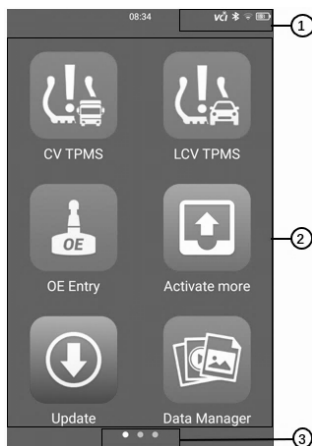 08:34 VCI
1
CV TPMS LCV TPMS
2
OE
OE Entry Activate more
Update Data Manager
3